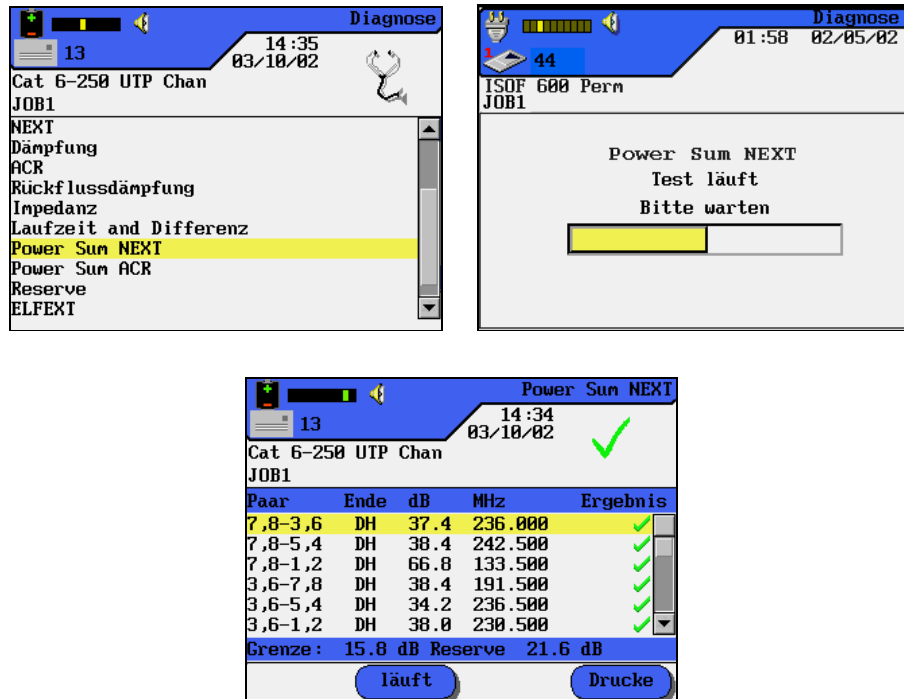 Diagnose
13
14:35
03/10/02
Cat 6-250 UTP Chan
JOB1
NEXT
Dämpfung
ACR
Rückflussdämpfung
Impedanz
Laufzeit and Differenz
Power Sum NEXT
Power Sum ACR
Reserve
ELFEXT
Diagnose
01:58 02/05/02
1
44
ISOF 600 Perm
JOB1
Power Sum NEXT
Test läuft
Bitte warten
Power Sum NEXT
13
14:34
03/10/02
Cat 6-250 UTP Chan
JOB1
Paar Ende dB MHz Ergebnis
7,8-3,6 DH 37.4 236.000
7,8-5,4 DH 38.4 242.500
7,8-1,2 DH 66.8 133.500
3,6-7,8 DH 38.4 191.500
3,6-5,4 DH 34.2 236.500
3,6-1,2 DH 38.0 230.500
Grenze: 15.8 dB Reserve 21.6 dB
läuft Drucke